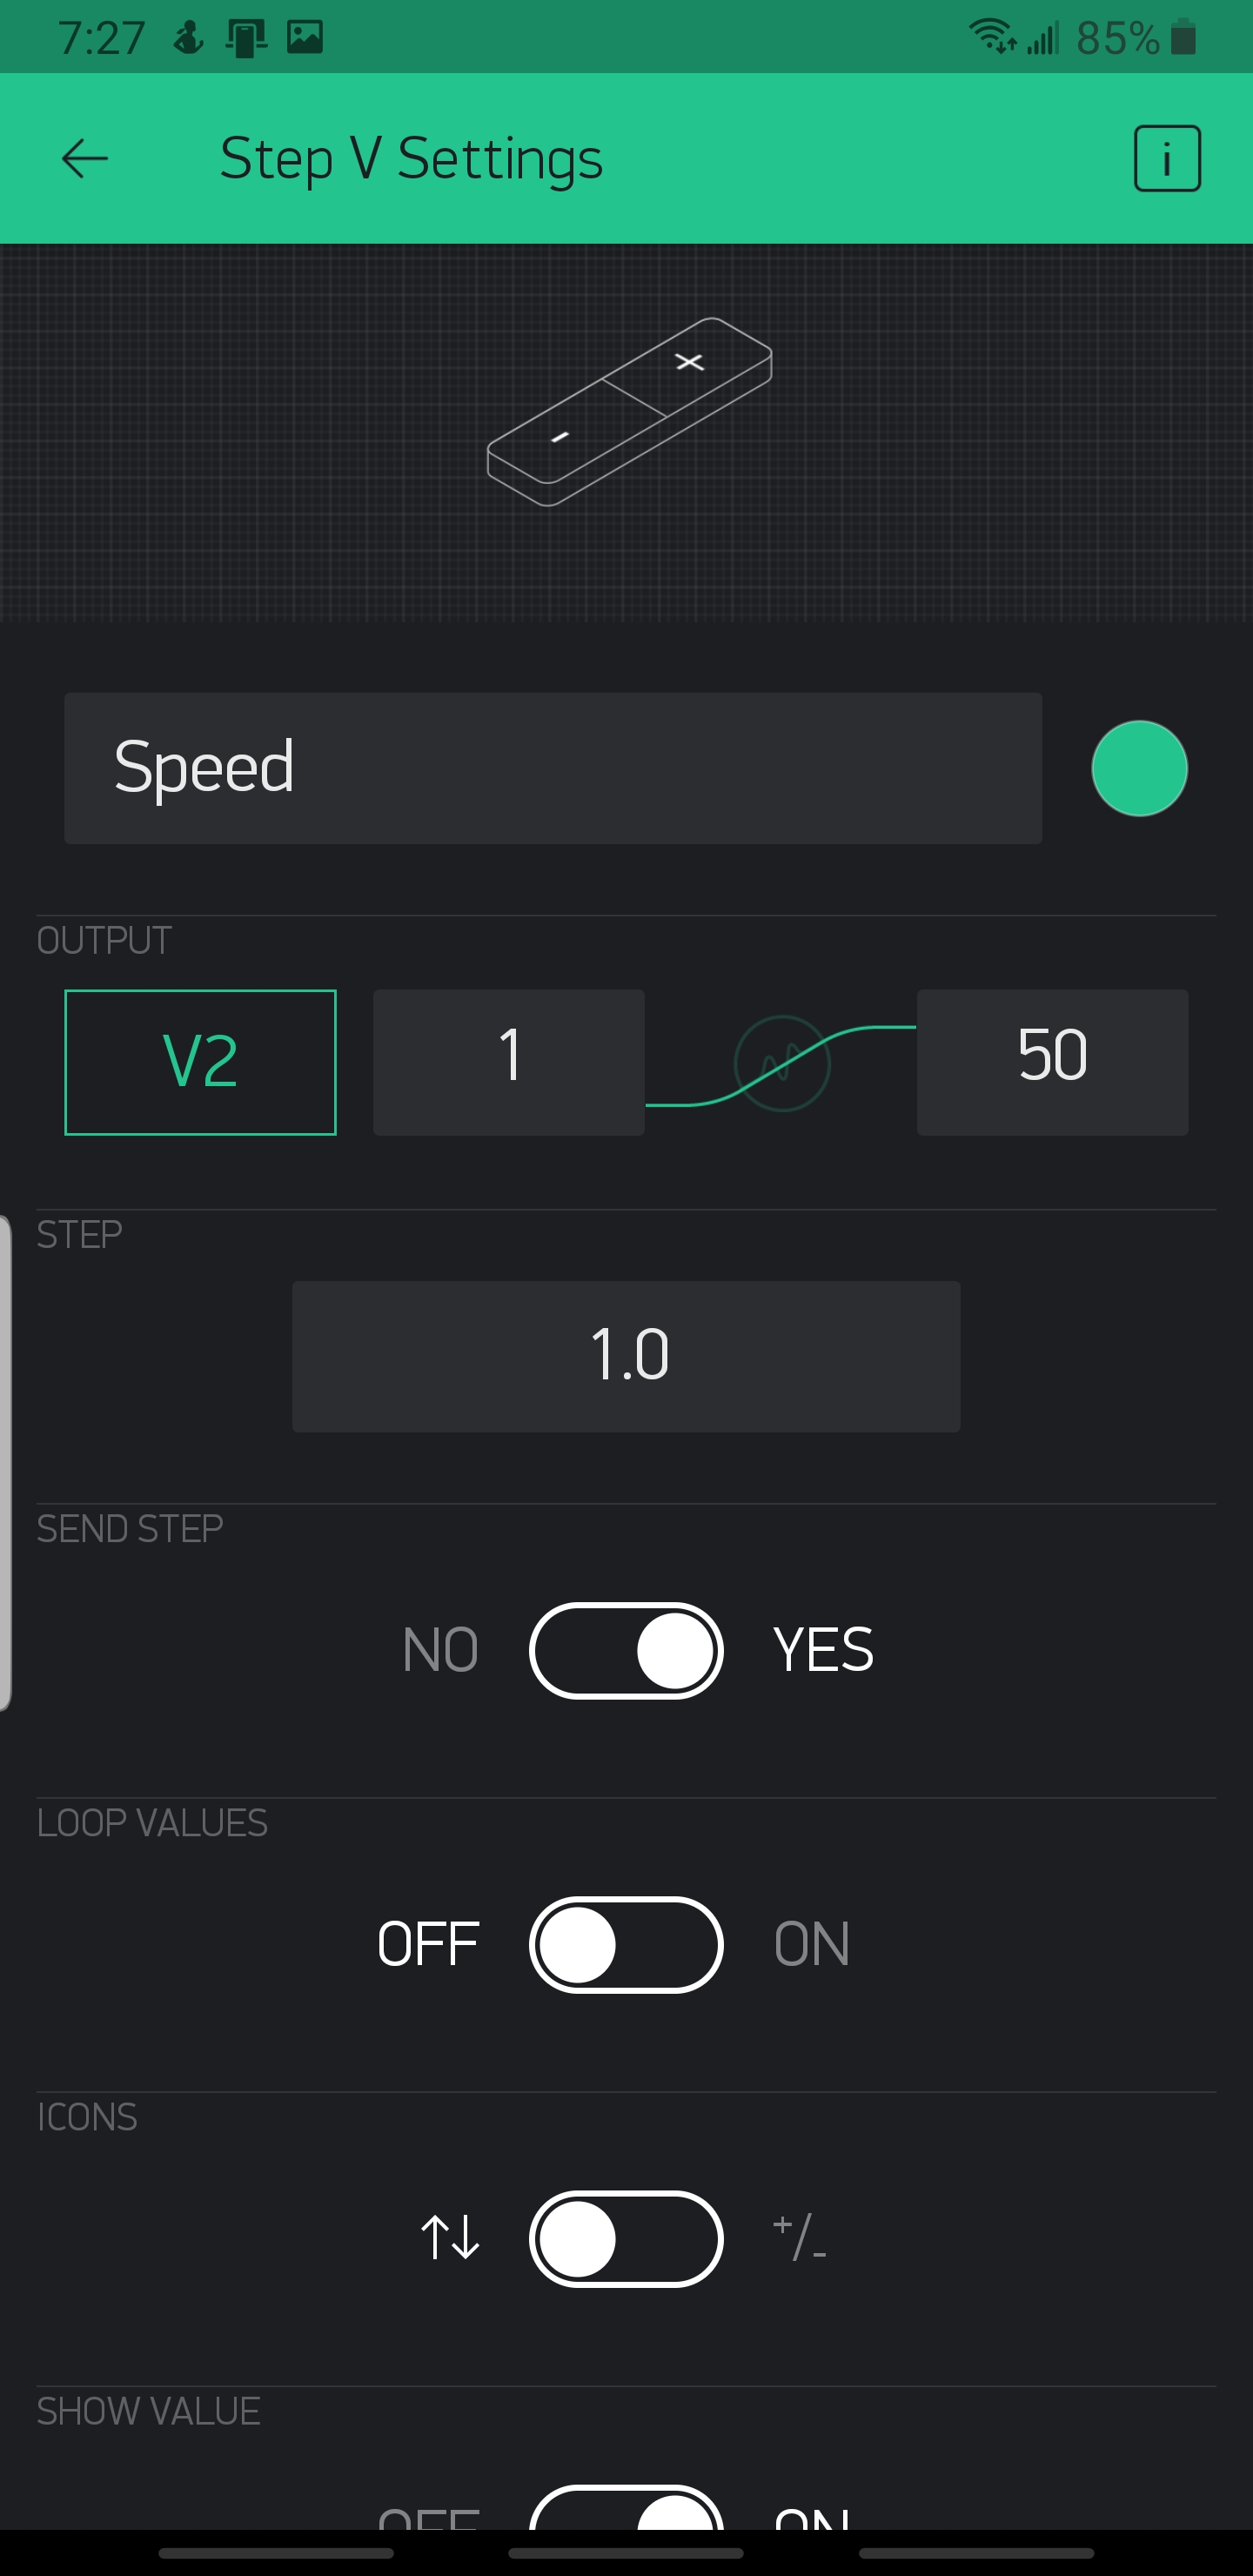 7:27 85%
Step V Settings
i
- +
Speed
OUTPUT
V2 1 50
STEP
1.0
SEND STEP
NO YES
LOOP VALUES
OFF ON
ICONS
↑↓ +/-
SHOW VALUE
OFF ON